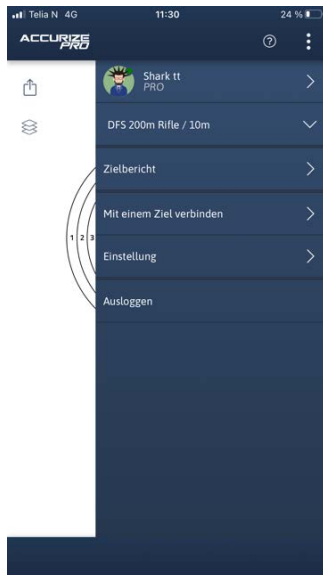 Telia N 4G 11:30 24 %
ACCURIZE PRO
Shark tt
PRO
DFS 200m Rifle / 10m
Zielbericht
Mit einem Ziel verbinden
1 2 3
Einstellung
Ausloggen